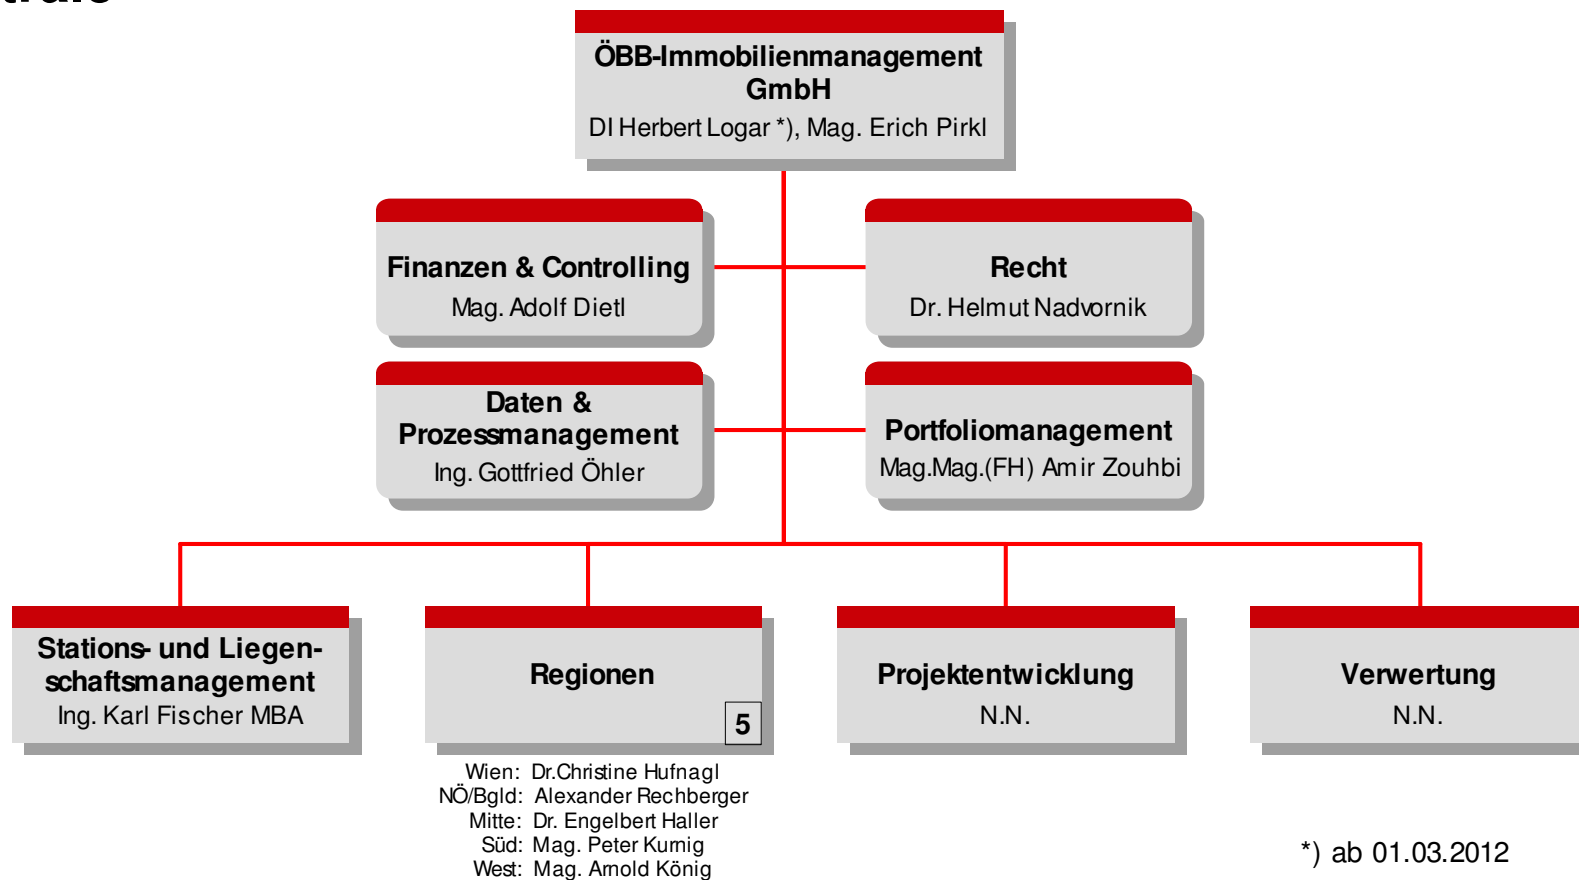 ÖBB-Immobilienmanagement
GmbH
DI Herbert Logar *), Mag. Erich Pirkl
Finanzen & Controlling
Mag. Adolf Dietl
Recht
Dr. Helmut Nadvornik
Daten &
Prozessmanagement
Ing. Gottfried Öhler
Portfoliomanagement
Mag.Mag.(FH) Amir Zouhbi
Stations- und Liegen-
schaftsmanagement
Ing. Karl Fischer MBA
Regionen
5
Projektentwicklung
N.N.
Verwertung
N.N.
Wien: Dr.Christine Hufnagl
NÖ/Bgld: Alexander Rechberger
Mitte: Dr. Engelbert Haller
Süd: Mag. Peter Kurnig
West: Mag. Arnold König
*) ab 01.03.2012